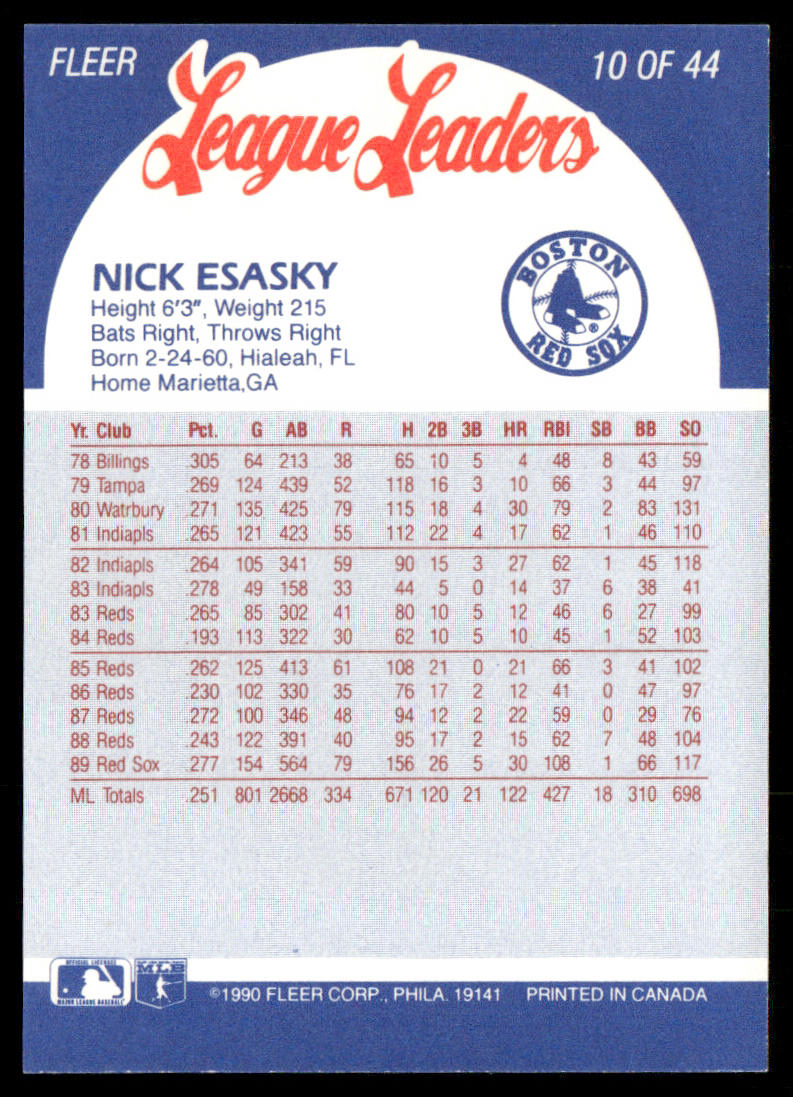 FLEER
10 OF 44
League Leaders
NICK ESASKY
Height 6'3", Weight 215
Bats Right, Throws Right
Born 2-24-60, Hialeah, FL
Home Marietta,GA
BOSTON
RED SOX
®
Yr. Club Pct. G AB R H 2B 3B HR RBI SB BB SO
78 Billings .305 64 213 38 65 10 5 4 48 8 43 59
79 Tampa .269 124 439 52 118 16 3 10 66 3 44 97
80 Watrbury .271 135 425 79 115 18 4 30 79 2 83 131
81 Indiapls .265 121 423 55 112 22 4 17 62 1 46 110
82 Indiapls .264 105 341 59 90 15 3 27 62 1 45 118
83 Indiapls .278 49 158 33 44 5 0 14 37 6 38 41
83 Reds .265 85 302 41 80 10 5 12 46 6 27 99
84 Reds .193 113 322 30 62 10 5 10 45 1 52 103
85 Reds .262 125 413 61 108 21 0 21 66 3 41 102
86 Reds .230 102 330 35 76 17 2 12 41 0 47 97
87 Reds .272 100 346 48 94 12 2 22 59 0 29 76
88 Reds .243 122 391 40 95 17 2 15 62 7 48 104
89 Red Sox .277 154 564 79 156 26 5 30 108 1 66 117
ML Totals .251 801 2668 334 671 120 21 122 427 18 310 698
OFFICIAL LICENSEE
MAJOR LEAGUE BASEBALL
MLB
©1990 FLEER CORP., PHILA. 19141 PRINTED IN CANADA